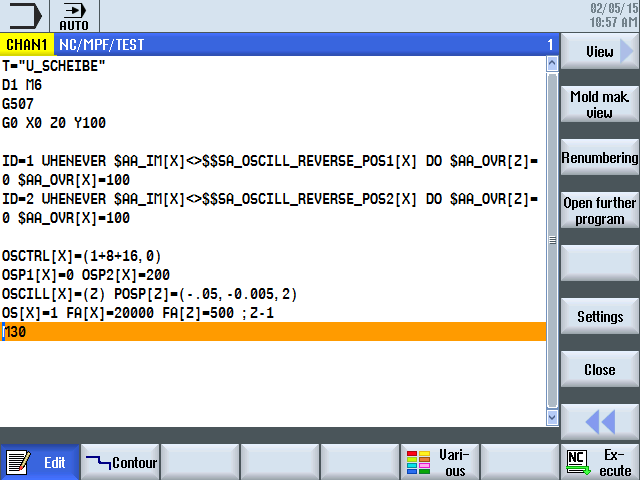 02/05/15
10:57 AM
AUTO
CHAN1 NC/MPF/TEST 1
T="U_SCHEIBE"
D1 M6
G507
G0 X0 Z0 Y100
ID=1 UHENEVER $AA_IM[X]<>$$SA_OSCILL_REVERSE_POS1[X] DO $AA_OVR[Z]=
0 $AA_OVR[X]=100
ID=2 UHENEVER $AA_IM[X]<>$$SA_OSCILL_REVERSE_POS2[X] DO $AA_OVR[Z]=
0 $AA_OVR[X]=100
OSCTRL[X]=(1+8+16,0)
OSP1[X]=0 OSP2[X]=200
OSCILL[X]=(Z) POSP[Z]=(-.05,-0.005,2)
OS[X]=1 FA[X]=20000 FA[Z]=500 ;Z-1
M30
View
Mold mak.
view
Renumbering
Open further
program
Settings
Close
Edit
Contour
Vari-
ous
NC
Ex-
ecute